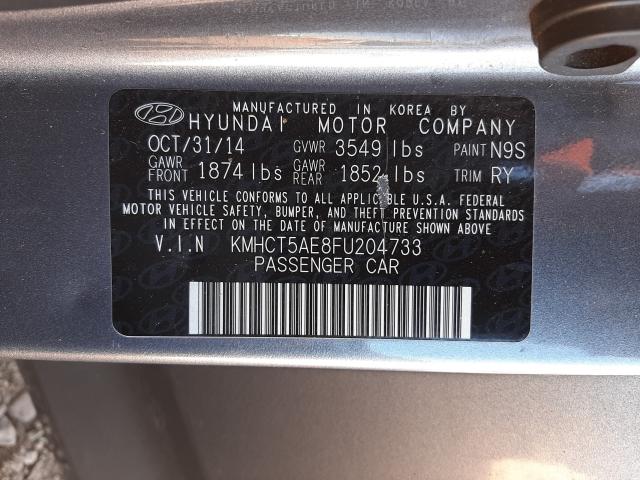 MANUFACTURED IN KOREA BY
HYUNDAI MOTOR COMPANY
OCT/31/14 GVWR 3549 lbs PAINT N9S
GAWR FRONT 1874 lbs GAWR REAR 1852 lbs TRIM RY
THIS VEHICLE CONFORMS TO ALL APPLICABLE U.S.A. FEDERAL
MOTOR VEHICLE SAFETY, BUMPER, AND THEFT PREVENTION STANDARDS
IN EFFECT ON THE DATE OF MANUFACTURE SHOWN ABOVE
V.I.N KMHCT5AE8FU204733
PASSENGER CAR